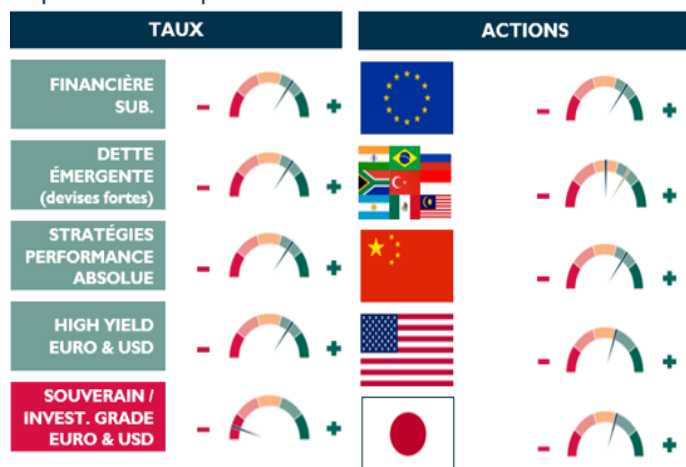 TAUX
ACTIONS
FINANCIÈRE
SUB.
DETTE
ÉMERGENTE
(devises fortes)
STRATÉGIES
PERFORMANCE
ABSOLUE
HIGH YIELD
EURO & USD
SOUVERAIN /
INVEST. GRADE
EURO & USD